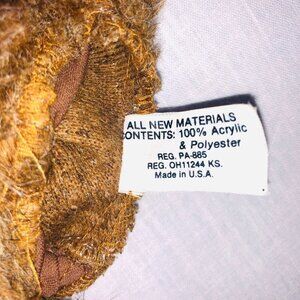 ALL NEW MATERIALS
CONTENTS: 100% Acrylic
& Polyester
REG. PA-885
REG. OH11244 KS.
Made in U.S.A.